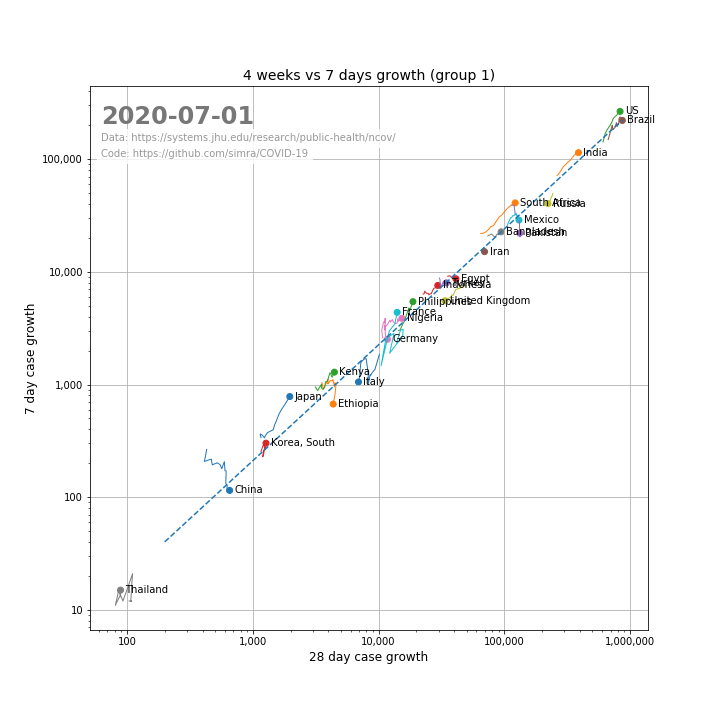 4 weeks vs 7 days growth (group 1)
2020-07-01
Data: https://systems.jhu.edu/research/public-health/ncov/
Code: https://github.com/simra/COVID-19
US
Brazil
100,000
India
South Africa
Russia
Mexico
Bangladesh
Pakistan
Iran
10,000
Egypt
Turkey
Indonesia
Philippines
United Kingdom
France
Nigeria
Germany
1,000
Kenya
Italy
Japan
Ethiopia
Korea, South
100
China
Thailand
10
7 day case growth
100
1,000
10,000
100,000
1,000,000
28 day case growth